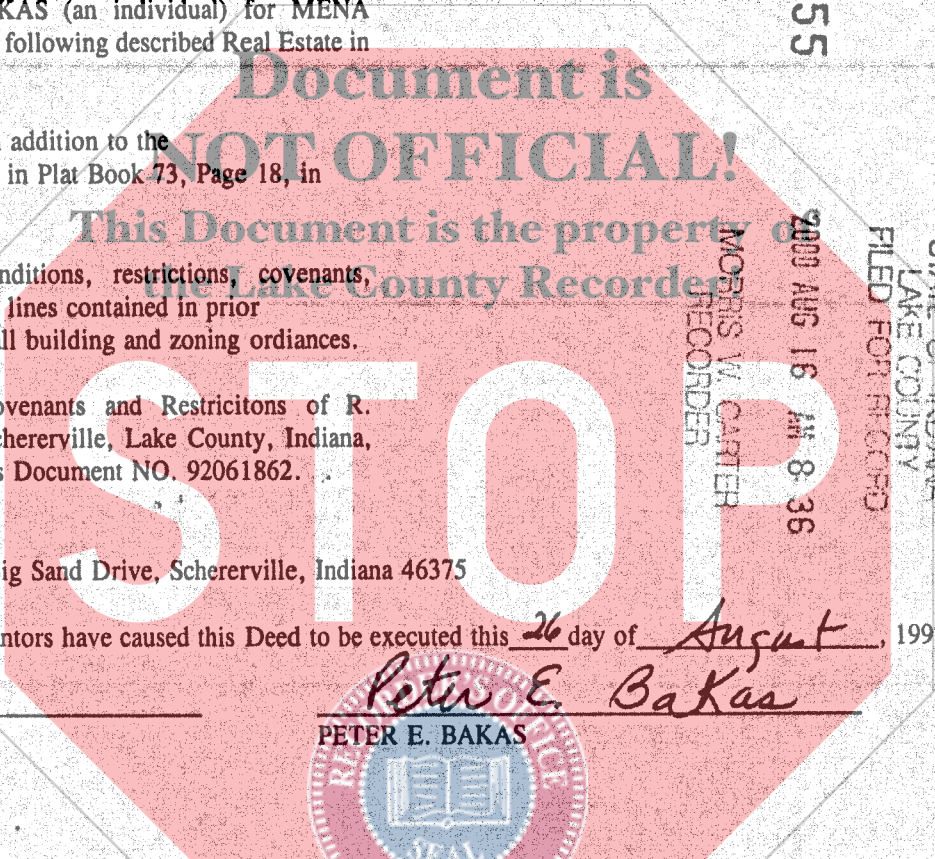 KAS (an individual) for MENA
following described Real Estate in
55
Document is
addition to the
NOT OFFICIAL!
in Plat Book 73, Page 18, in
This Document is the property of
nditions, restrictions, covenants,
the Lake County Recorder!
lines contained in prior
ll building and zoning ordiances.
ovenants and Restricitons of R.
chererville, Lake County, Indiana,
s Document NO. 92061862.
STOP
ig Sand Drive, Schererville, Indiana 46375
ntors have caused this Deed to be executed this 26 day of August, 199
Peter E. Bakas
PETER E. BAKAS
RECORDER'S OFFICE
SEAL
MORRIS W. CARTER
RECORDER
2000 AUG 16 AM 8 36
LAKE COUNTY
FILED FOR RECORD